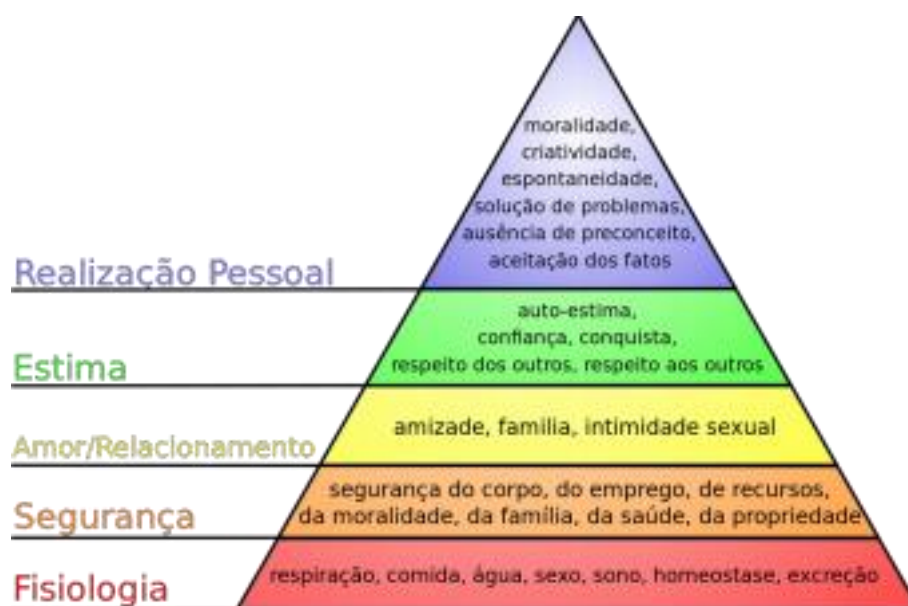 moralidade,
criatividade,
espontaneidade,
solução de problemas,
ausência de preconceito,
aceitação dos fatos
Realização Pessoal
auto-estima,
confiança, conquista,
respeito dos outros, respeito aos outros
Estima
amizade, familia, intimidade sexual
Amor/Relacionamento
segurança do corpo, do emprego, de recursos,
da moralidade, da família, da saúde, da propriedade
Segurança
respiração, comida, água, sexo, sono, homeostase, excreção
Fisiologia